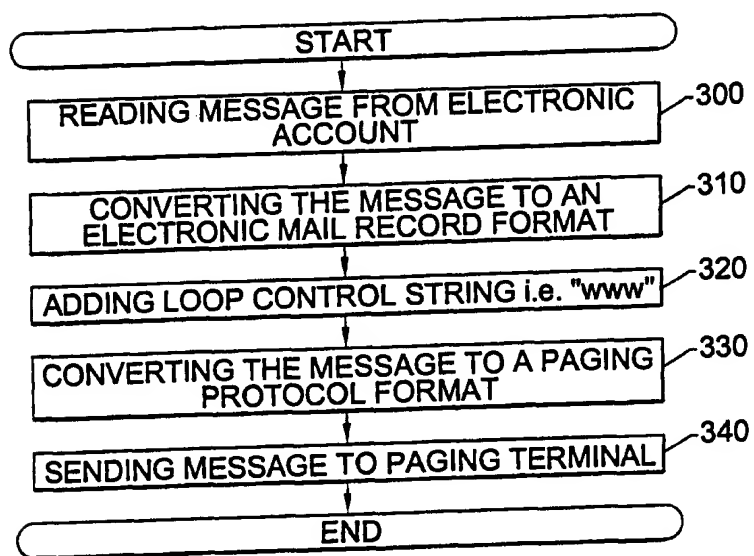 START
READING MESSAGE FROM ELECTRONIC
ACCOUNT
300
CONVERTING THE MESSAGE TO AN
ELECTRONIC MAIL RECORD FORMAT
310
ADDING LOOP CONTROL STRING i.e. "www"
320
CONVERTING THE MESSAGE TO A PAGING
PROTOCOL FORMAT
330
SENDING MESSAGE TO PAGING TERMINAL
340
END